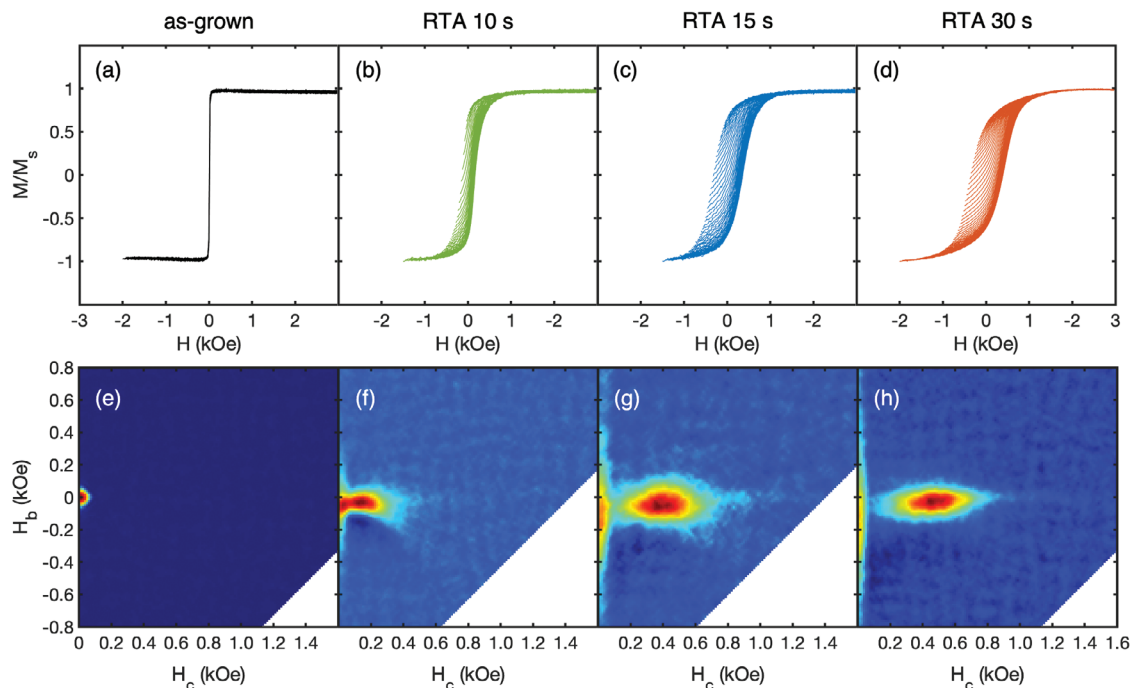 as-grown RTA 10 s RTA 15 s RTA 30 s
(a) (b) (c) (d)
1
0.5
0
-0.5
-1
M/M_s
-3 -2 -1 0 1 2 -2 -1 0 1 -2 -2 -1 0 1 -2 -2 -1 0 1 -2 3
H (kOe) H (kOe) H (kOe) H (kOe)
(e) (f) (g) (h)
0.8
0.6
0.4
0.2
0
-0.2
-0.4
-0.6
-0.8
H_b (kOe)
0 0.2 0.4 0.6 0.8 1.0 1.2 1.4 0.2 0.4 0.6 0.8 1.0 1.2 1.4 0.2 0.4 0.6 0.8 1.0 1.2 1.4 0.2 0.4 0.6 0.8 1.0 1.2 1.4 1.6
H_c (kOe) H_c (kOe) H_c (kOe) H_c (kOe)